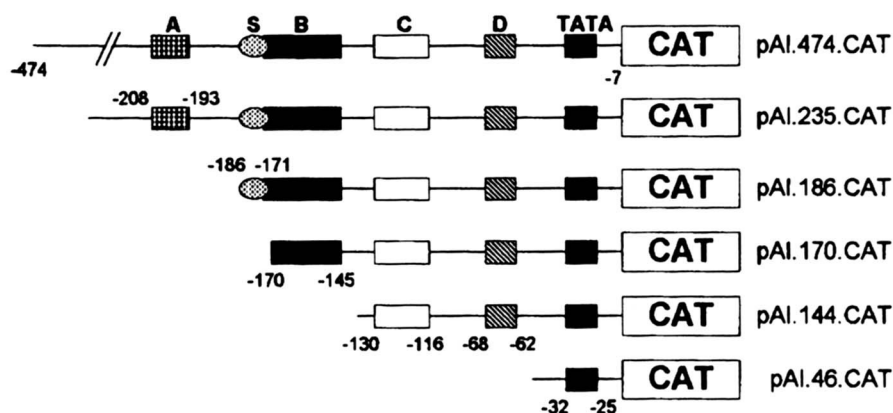 A S B C D TATA
CAT pAI.474.CAT
-474 -7
-208 -193
CAT pAI.235.CAT
-186 -171
CAT pAI.186.CAT
CAT pAI.170.CAT
-170 -145
CAT pAI.144.CAT
-130 -116 -68 -62
CAT pAI.46.CAT
-32 -25